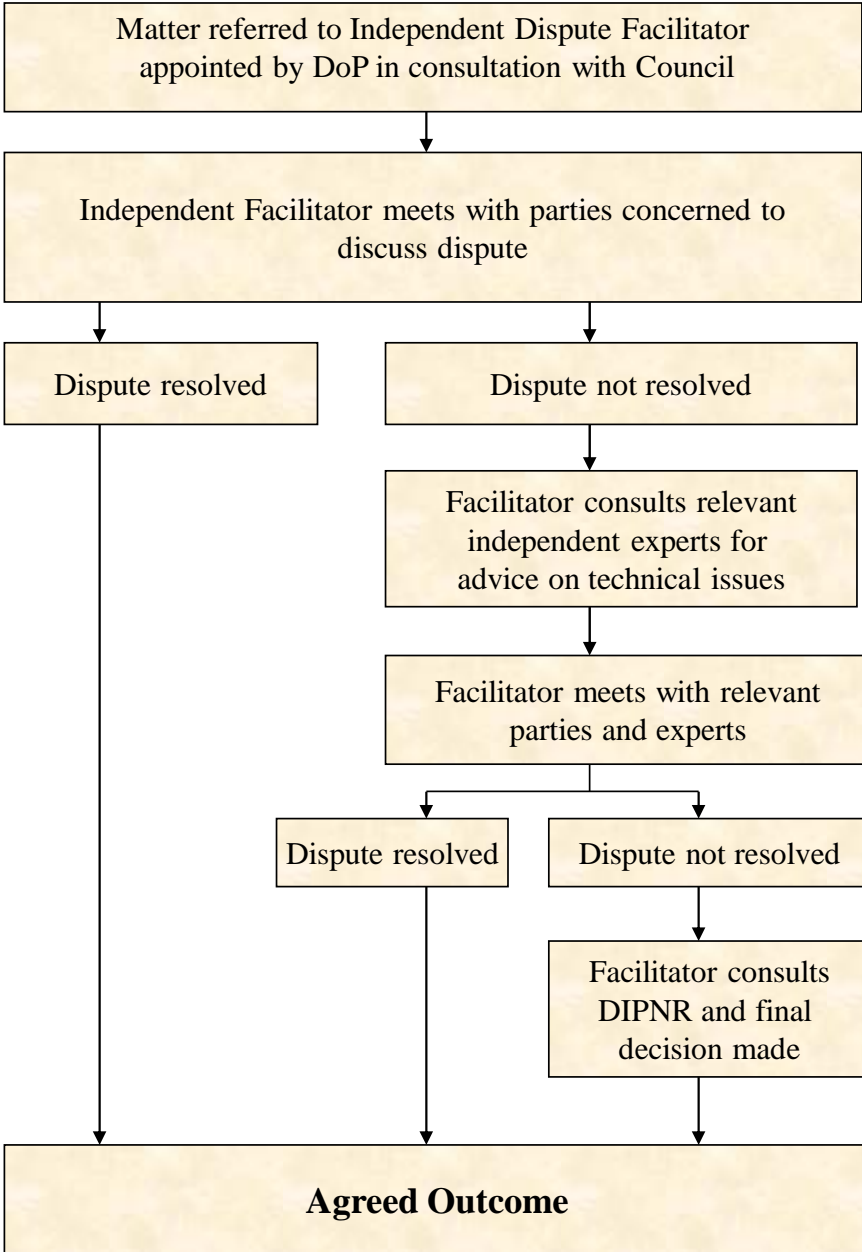 Matter referred to Independent Dispute Facilitator
appointed by DoP in consultation with Council
Independent Facilitator meets with parties concerned to
discuss dispute
Dispute resolved
Dispute not resolved
Facilitator consults relevant
independent experts for
advice on technical issues
Facilitator meets with relevant
parties and experts
Dispute resolved
Dispute not resolved
Facilitator consults
DIPNR and final
decision made
Agreed Outcome